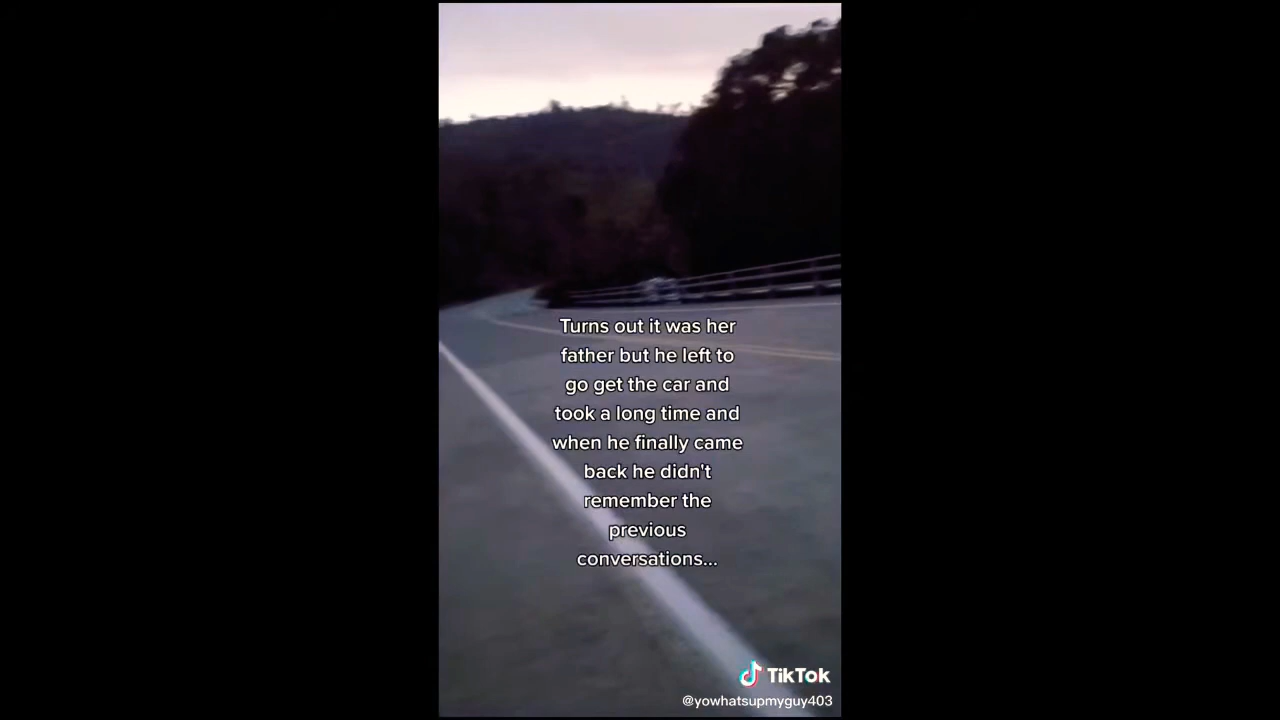 Turns out it was her
father but he left to
go get the car and
took a long time and
when he finally came
back he didn't
remember the
previous
conversations...
TikTok
@yowhatsupmyguy403